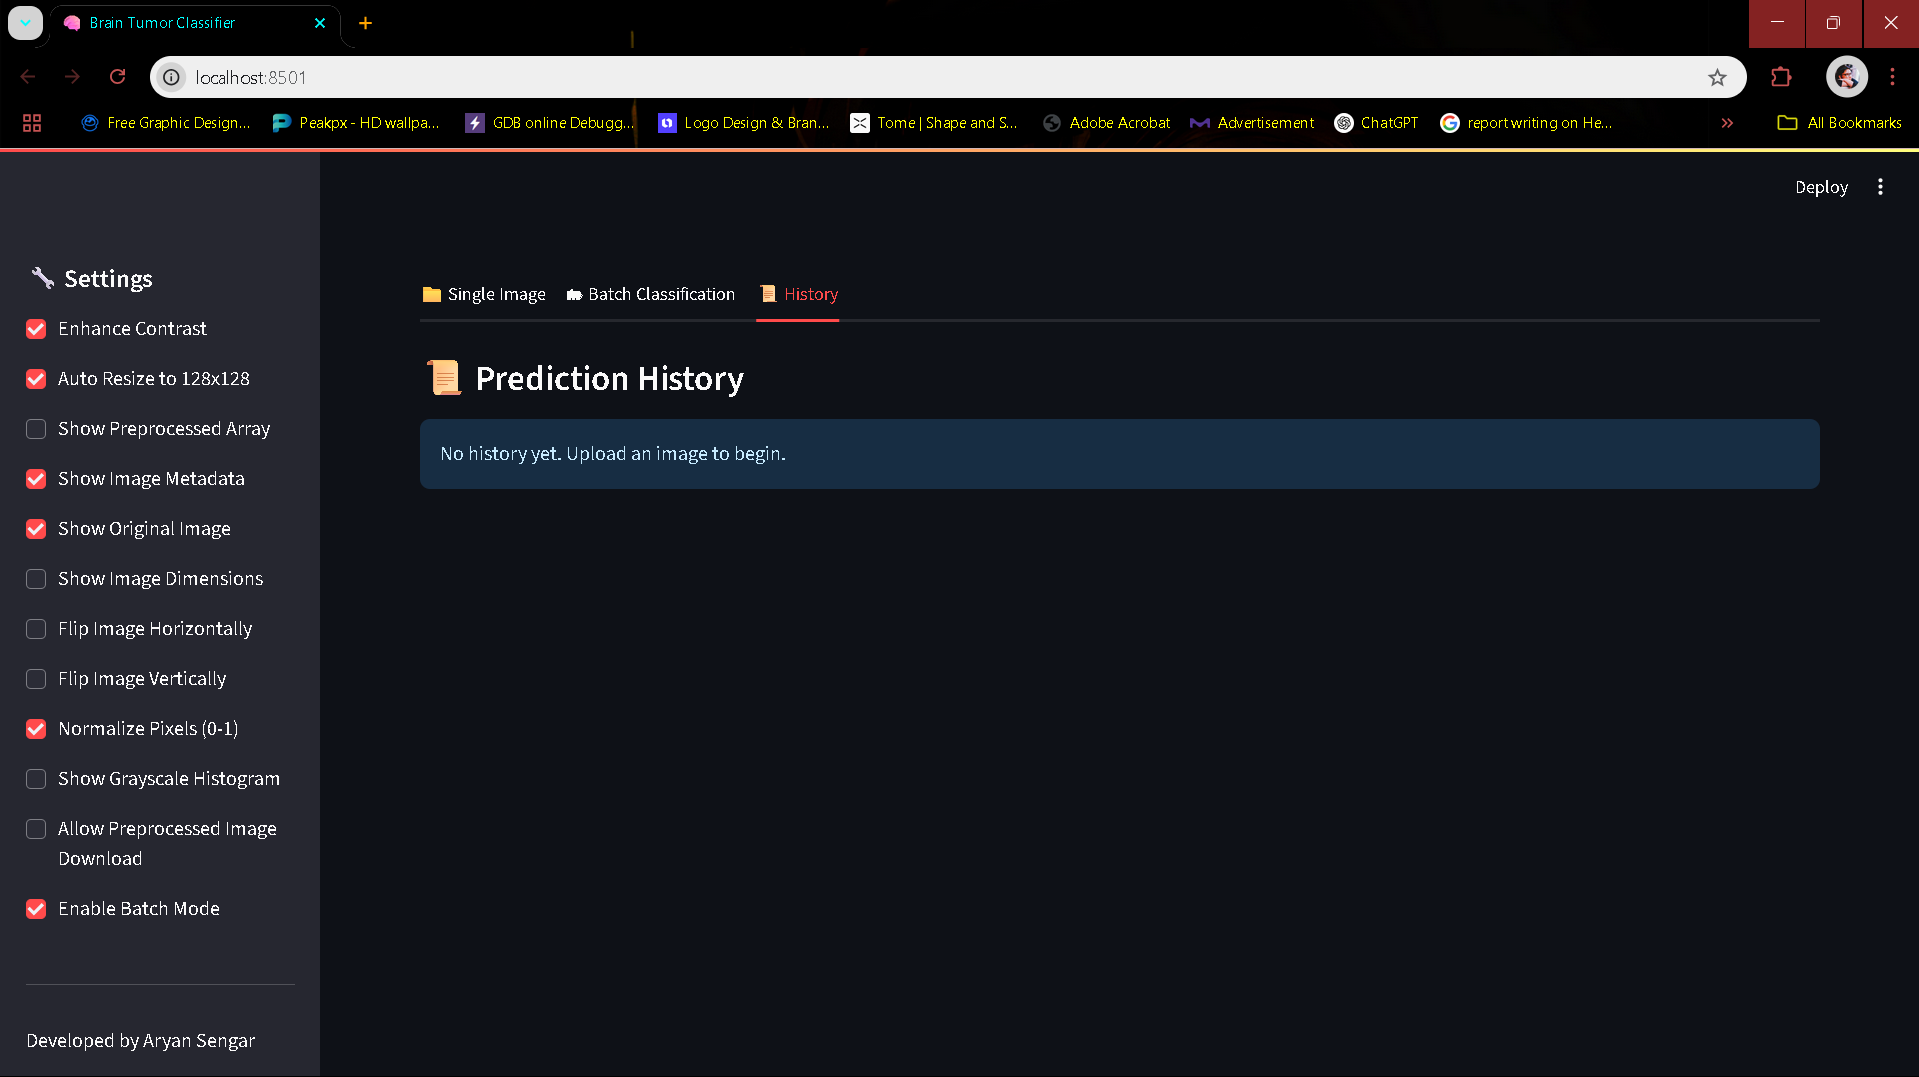 Brain Tumor Classifier
localhost:8501
Free Graphic Design... Peakpx - HD wallpa... GDB online Debugg... Logo Design & Bran... Tome | Shape and S... Adobe Acrobat Advertisement ChatGPT report writing on He... » All Bookmarks
Deploy
Settings
Enhance Contrast
Auto Resize to 128x128
Show Preprocessed Array
Show Image Metadata
Show Original Image
Show Image Dimensions
Flip Image Horizontally
Flip Image Vertically
Normalize Pixels (0-1)
Show Grayscale Histogram
Allow Preprocessed Image
Download
Enable Batch Mode
Developed by Aryan Sengar
Single Image Batch Classification History
Prediction History
No history yet. Upload an image to begin.